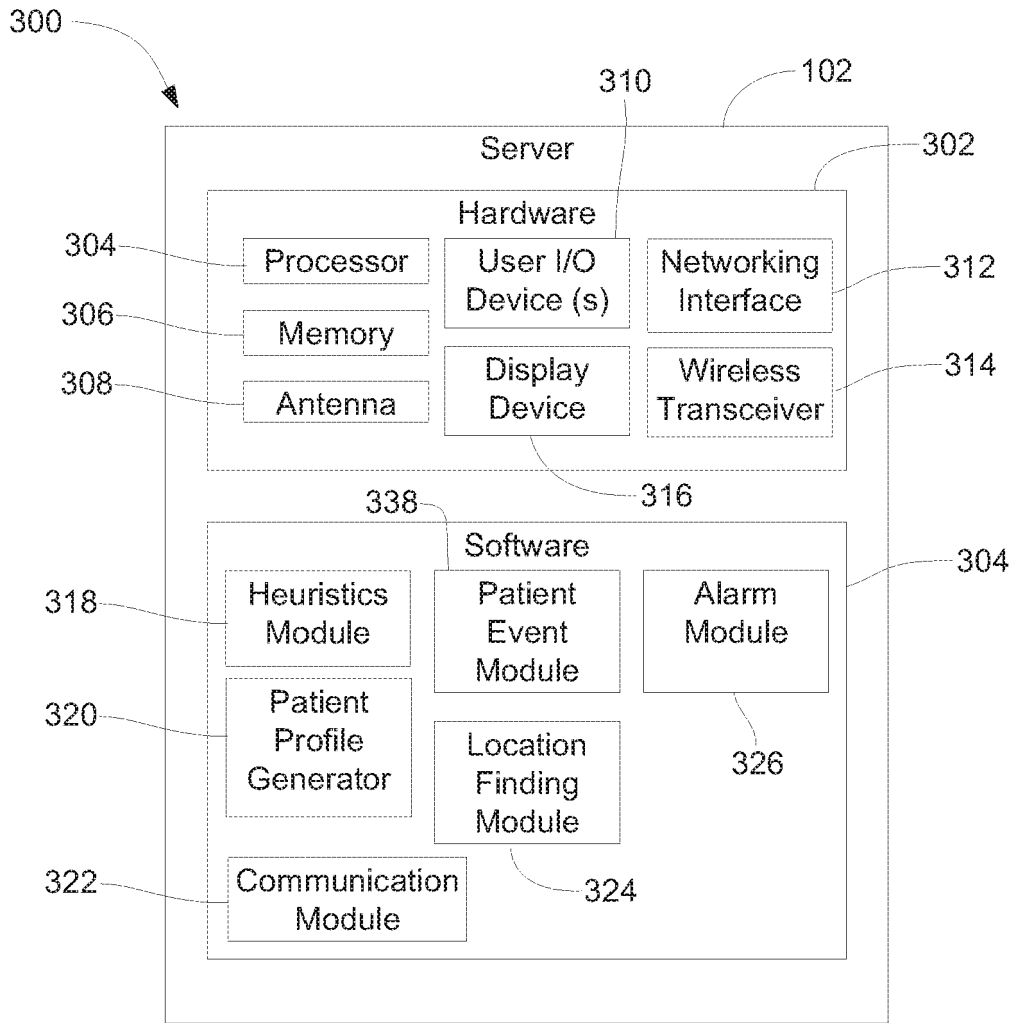 300
310
102
Server
302
Hardware
304
Processor
User I/O
Device (s)
Networking
Interface
312
306
Memory
308
Antenna
Display
Device
Wireless
Transceiver
314
316
338
Software
304
318
Heuristics
Module
Patient
Event
Module
Alarm
Module
320
Patient
Profile
Generator
Location
Finding
Module
326
322
Communication
Module
324